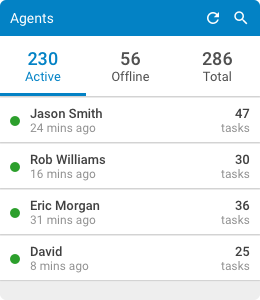 Agents
230 56 286
Active Offline Total
Jason Smith 47
24 mins ago tasks
Rob Williams 30
16 mins ago tasks
Eric Morgan 36
31 mins ago tasks
David 25
8 mins ago tasks